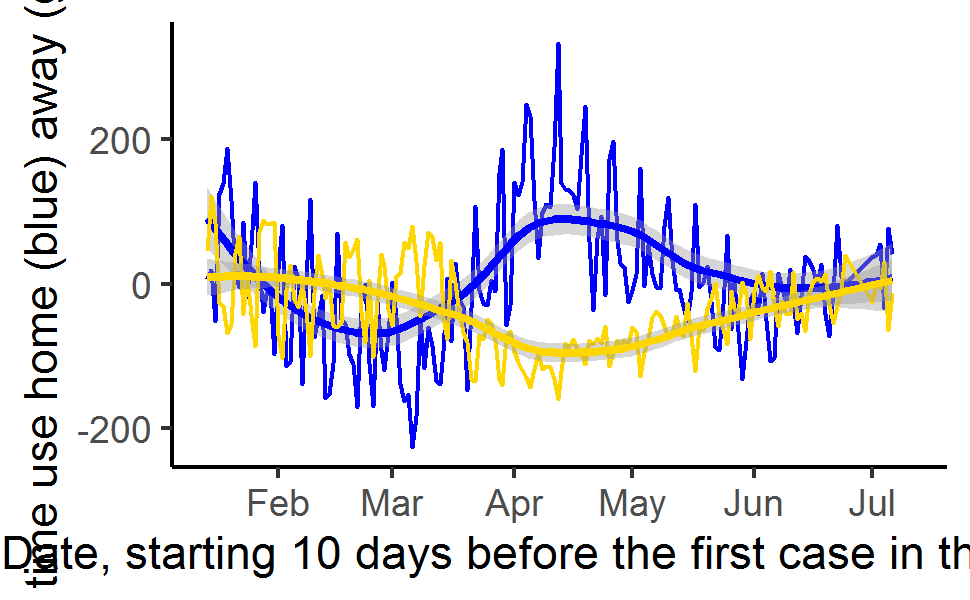 time use home (blue) away (
200
0
-200
Feb Mar Apr May Jun Jul
Date, starting 10 days before the first case in th